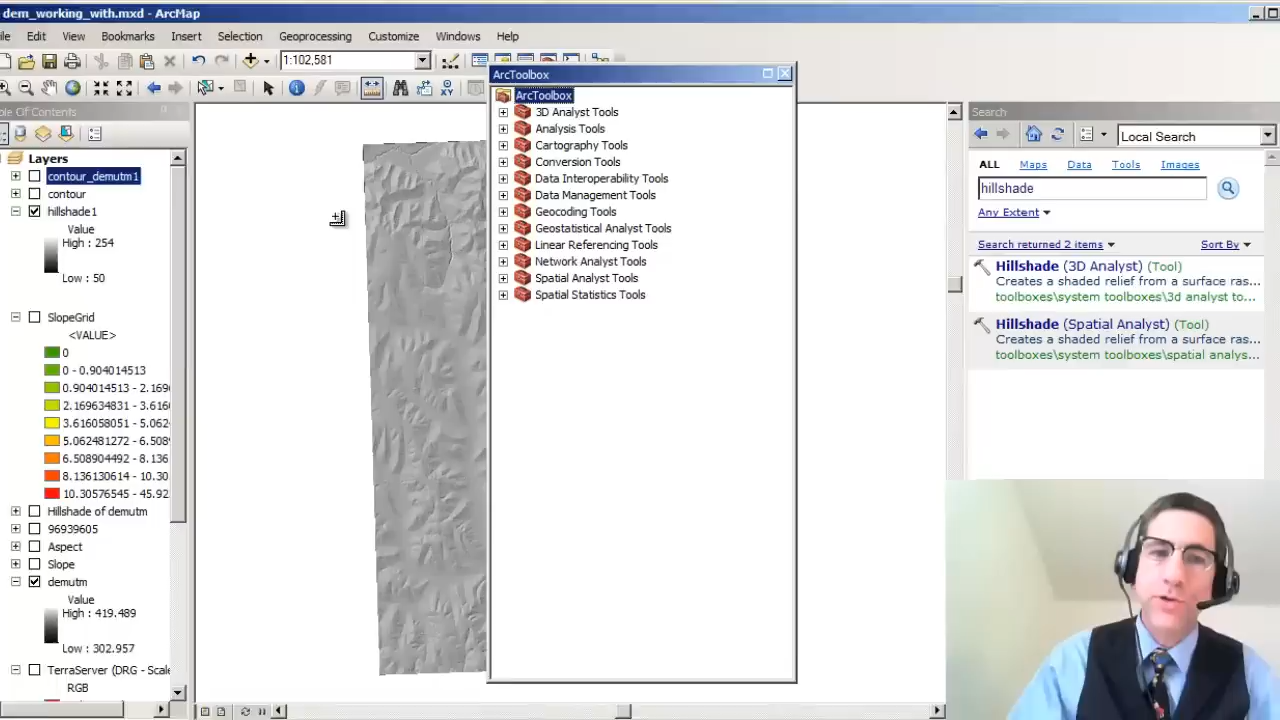 dem_working_with.mxd - ArcMap
Edit View Bookmarks Insert Selection Geoprocessing Customize Windows Help
1:102,581
ArcToolbox
ArcToolbox
3D Analyst Tools
Analysis Tools
Cartography Tools
Conversion Tools
Data Interoperability Tools
Data Management Tools
Geocoding Tools
Geostatistical Analyst Tools
Linear Referencing Tools
Network Analyst Tools
Spatial Analyst Tools
Spatial Statistics Tools
Of Contents
Layers
contour_demutm1
contour
hillshade1
Value
High : 254
Low : 50
SlopeGrid
<VALUE>
0
0 - 0.904014513
0.904014513 - 2.169
2.169634831 - 3.616
3.616058051 - 5.062
5.062481272 - 6.508
6.508904492 - 8.136
8.136130614 - 10.30
10.30576545 - 45.92
Hillshade of demutm
96939605
Aspect
Slope
demutm
Value
High : 419.489
Low : 302.957
TerraServer (DRG - Scale
RGB
Search
Local Search
ALL Maps Data Tools Images
hillshade
Any Extent
Search returned 2 items Sort By
Hillshade (3D Analyst) (Tool)
Creates a shaded relief from a surface ras...
toolboxes\system toolboxes\3d analyst to...
Hillshade (Spatial Analyst) (Tool)
Creates a shaded relief from a surface ras...
toolboxes\system toolboxes\spatial analys...